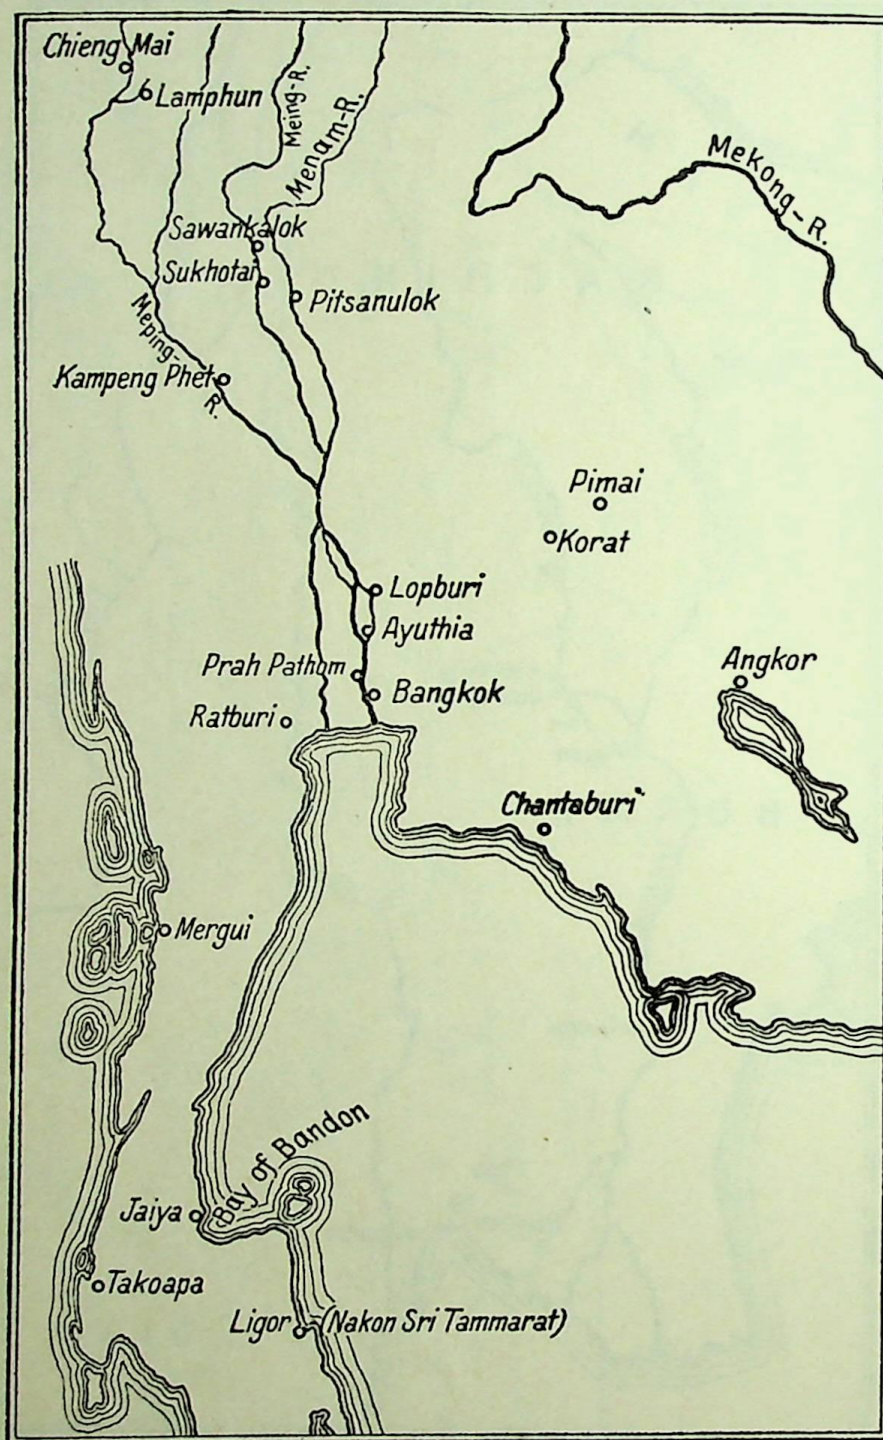 Chieng Mai
Lamphun
Meing-R.
Menam-R.
Mekong-R.
Sawankalok
Sukhotai
Pitsanulok
Meping-R.
Kampeng Phet
Pimai
Korat
Lopburi
Ayuthia
Prah Pathom
Bangkok
Ratburi
Angkor
Chantaburi
Mergui
Bay of Bandon
Jaiya
Takoapa
Ligor (Nakon Sri Tammarat)